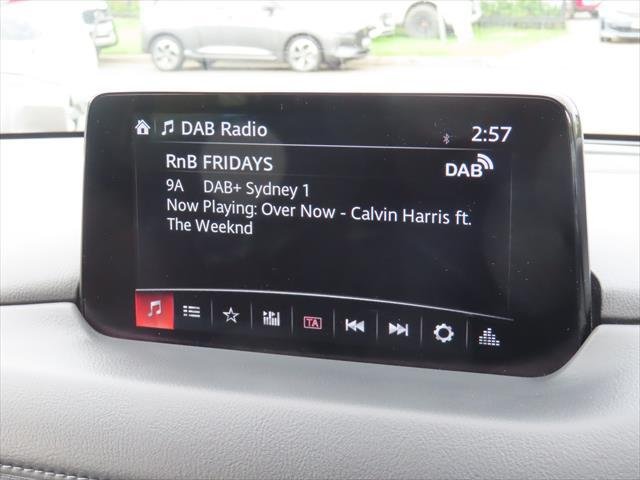 DAB Radio 2:57
RnB FRIDAYS DAB
9A DAB+ Sydney 1
Now Playing: Over Now - Calvin Harris ft.
The Weeknd
TA